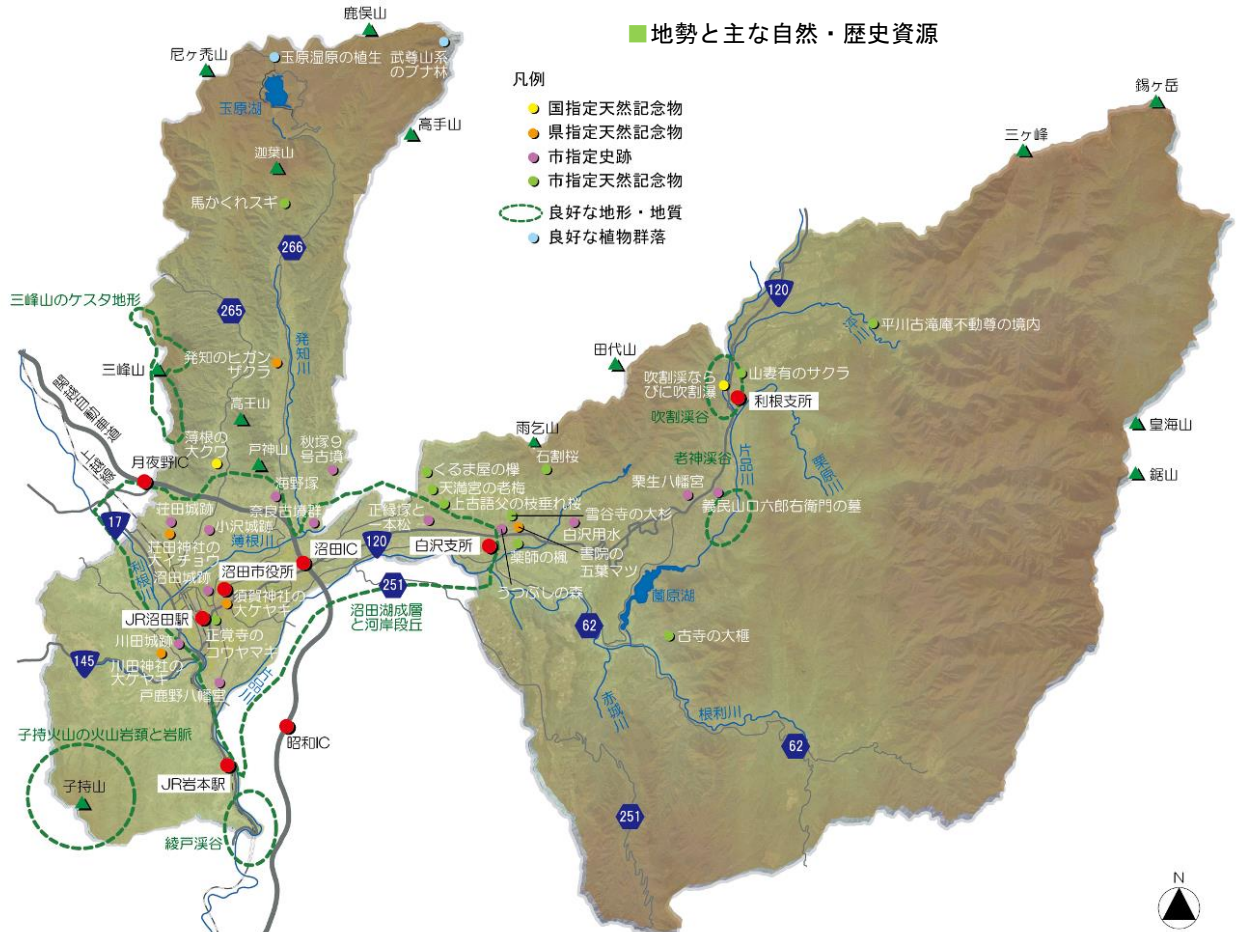 ■地勢と主な自然・歴史資源
凡例
国指定天然記念物
県指定天然記念物
市指定史跡
市指定天然記念物
良好な地形・地質
良好な植物群落
鹿俣山
尼ヶ禿山
玉原湿原の植生
武尊山系
のブナ林
玉原湖
高手山
迦葉山
馬かくれスギ
266
265
三峰山のケスタ地形
三峰山
発知のヒガン
ザクラ
発知川
関越自動車道
上越線
高王山
薄根の
大クワ
戸神山
秋塚9
号古墳
月夜野IC
海野塚
奈良古墳群
荘田城跡
小沢城跡
薄根川
荘田神社の
大イチョウ
17
利根川
沼田城跡
沼田市役所
沼田IC
120
須賀神社の
大ケヤキ
JR沼田駅
正覚寺の
コウヤマキ
川田城跡
川田神社の
大ケヤキ
145
戸鹿野八幡宮
片品川
251
沼田湖成層
と河岸段丘
子持火山の火山岩頸と岩脈
子持山
JR岩本駅
昭和IC
綾戸渓谷
雨乞山
石割桜
くるま屋の欅
天満宮の老梅
上古語父の枝垂れ桜
正縁塚と
一本松
雲谷寺の大杉
白沢用水
白沢支所
薬師の楓
書院の
五葉マツ
うつぶしの森
田代山
吹割渓なら
びに吹割瀑
吹割渓谷
山妻有のサクラ
利根支所
老神渓谷
片品川
栗原川
栗生八幡宮
義民山口六郎右衛門の墓
120
平川
平川古滝庵不動尊の境内
薗原湖
62
古寺の大榧
赤城川
根利川
62
251
三ヶ峰
錫ヶ岳
皇海山
鋸山
N